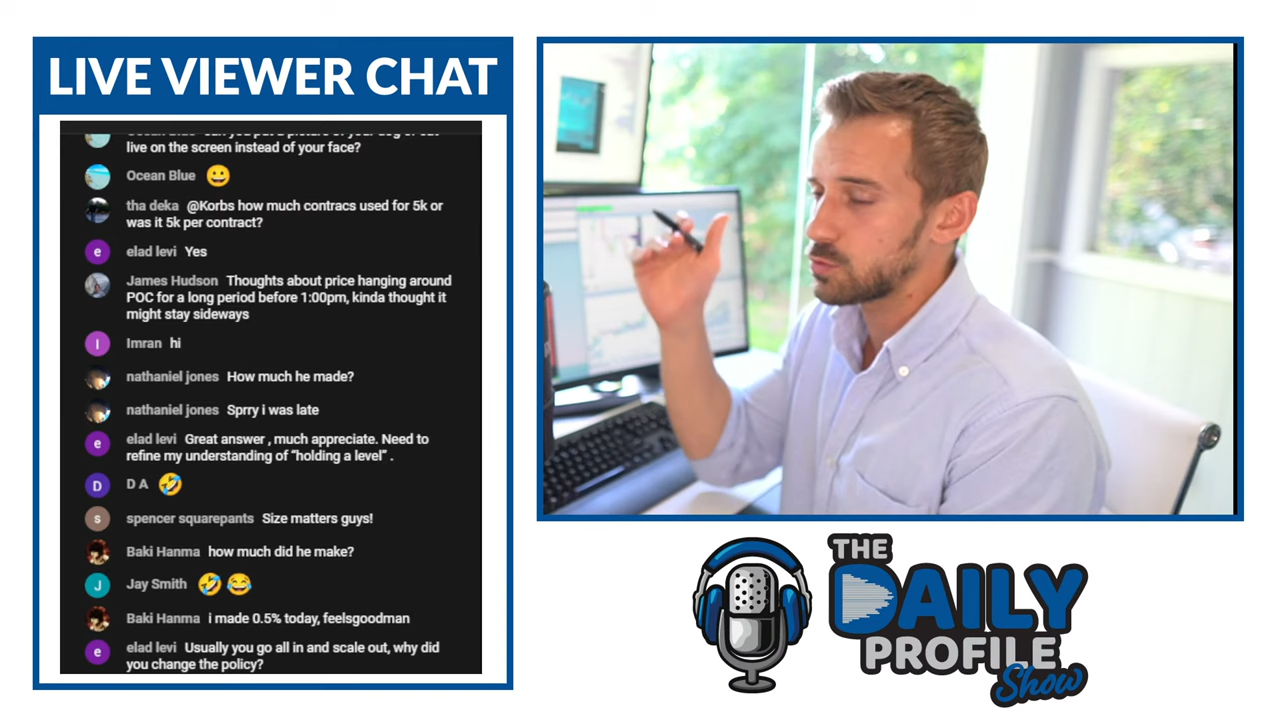 LIVE VIEWER CHAT
live on the screen instead of your face?
Ocean Blue 😀
tha deka @Korbs how much contracs used for 5k or
was it 5k per contract?
e
elad levi Yes
James Hudson Thoughts about price hanging around
POC for a long period before 1:00pm, kinda thought it
might stay sideways
I
Imran hi
nathaniel jones How much he made?
nathaniel jones Sprry i was late
e
elad levi Great answer , much appreciate. Need to
refine my understanding of “holding a level” .
D
D A 🤣
s
spencer squarepants Size matters guys!
Baki Hanma how much did he make?
J
Jay Smith 🤣 😂
Baki Hanma i made 0.5% today, feelsgoodman
e
elad levi Usually you go all in and scale out, why did
you change the policy?
THE
DAILY
PROFILE
Show